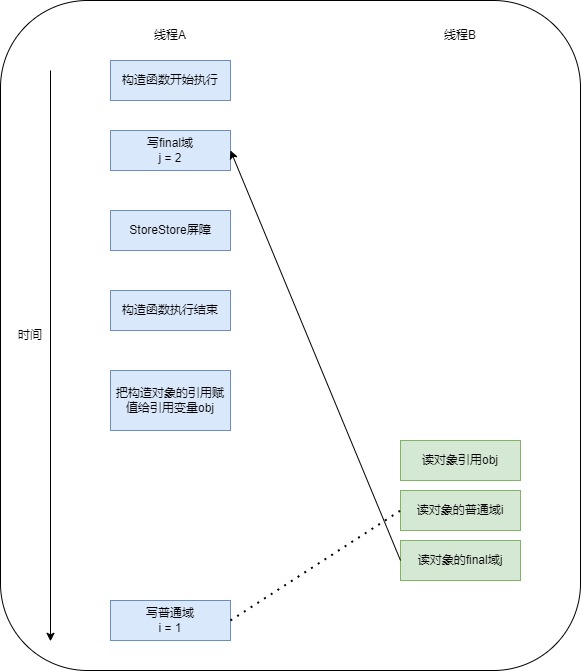 线程A
线程B
构造函数开始执行
写final域
j = 2
StoreStore屏障
构造函数执行结束
时间
把构造对象的引用赋
值给引用变量obj
读对象引用obj
读对象的普通域i
读对象的final域j
写普通域
i = 1